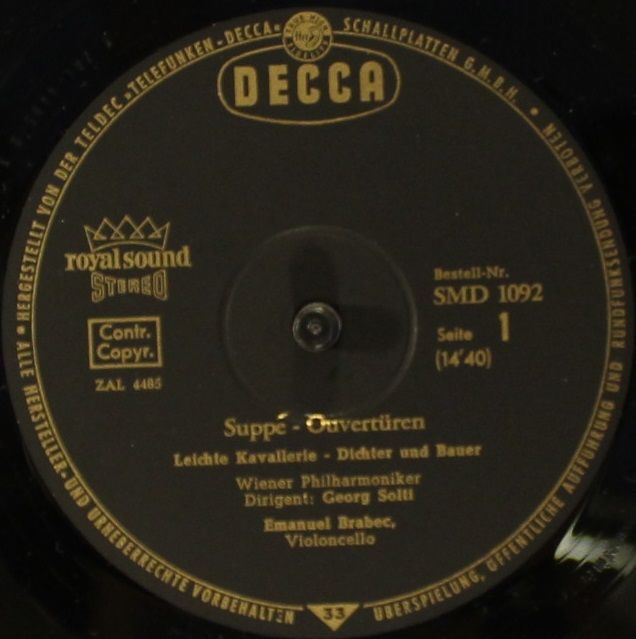 HERGESTELLT VON DER TELDEC »TELEFUNKEN-DECCA« SCHALLPLATTEN G.M.B.H. • ALLE HERSTELLER- UND URHEBERRECHTE VORBEHALTEN
ÜBERSPIELUNG, ÖFFENTLICHE AUFFÜHRUNG UND RUNDFUNKSENDUNG VERBOTEN •
DECCA
royal sound
STEREO
Contr.
Copyr.
ZAL 4485
Bestell-Nr.
SMD 1092
Seite 1
(14'40)
Suppé - Ouvertüren
Leichte Kavallerie - Dichter und Bauer
Wiener Philharmoniker
Dirigent: Georg Solti
Emanuel Brabec,
Violoncello
33